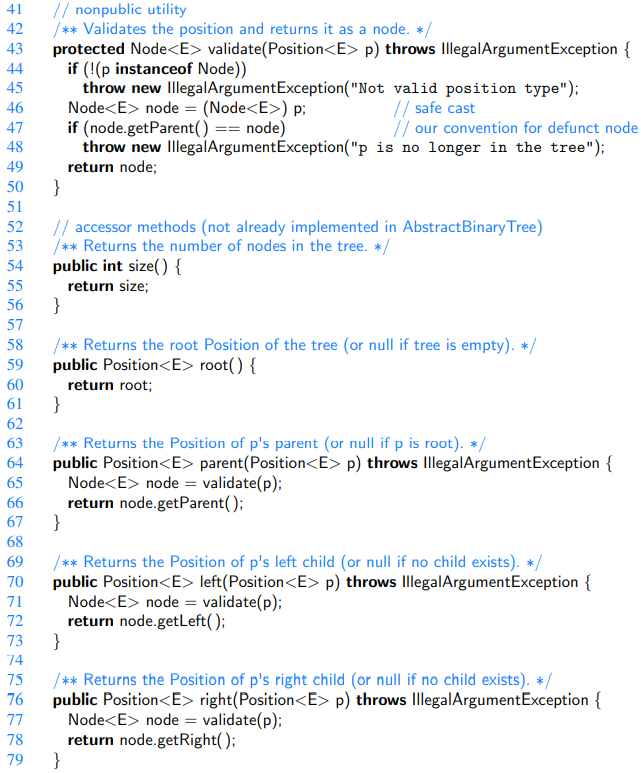 41 // nonpublic utility
42 /** Validates the position and returns it as a node. */
43 protected Node<E> validate(Position<E> p) throws IllegalArgumentException {
44 if (!(p instanceof Node))
45 throw new IllegalArgumentException("Not valid position type");
46 Node<E> node = (Node<E>) p; // safe cast
47 if (node.getParent() == node) // our convention for defunct node
48 throw new IllegalArgumentException("p is no longer in the tree");
49 return node;
50 }
51
52 // accessor methods (not already implemented in AbstractBinaryTree)
53 /** Returns the number of nodes in the tree. */
54 public int size() {
55 return size;
56 }
57
58 /** Returns the root Position of the tree (or null if tree is empty). */
59 public Position<E> root() {
60 return root;
61 }
62
63 /** Returns the Position of p's parent (or null if p is root). */
64 public Position<E> parent(Position<E> p) throws IllegalArgumentException {
65 Node<E> node = validate(p);
66 return node.getParent();
67 }
68
69 /** Returns the Position of p's left child (or null if no child exists). */
70 public Position<E> left(Position<E> p) throws IllegalArgumentException {
71 Node<E> node = validate(p);
72 return node.getLeft();
73 }
74
75 /** Returns the Position of p's right child (or null if no child exists). */
76 public Position<E> right(Position<E> p) throws IllegalArgumentException {
77 Node<E> node = validate(p);
78 return node.getRight();
79 }